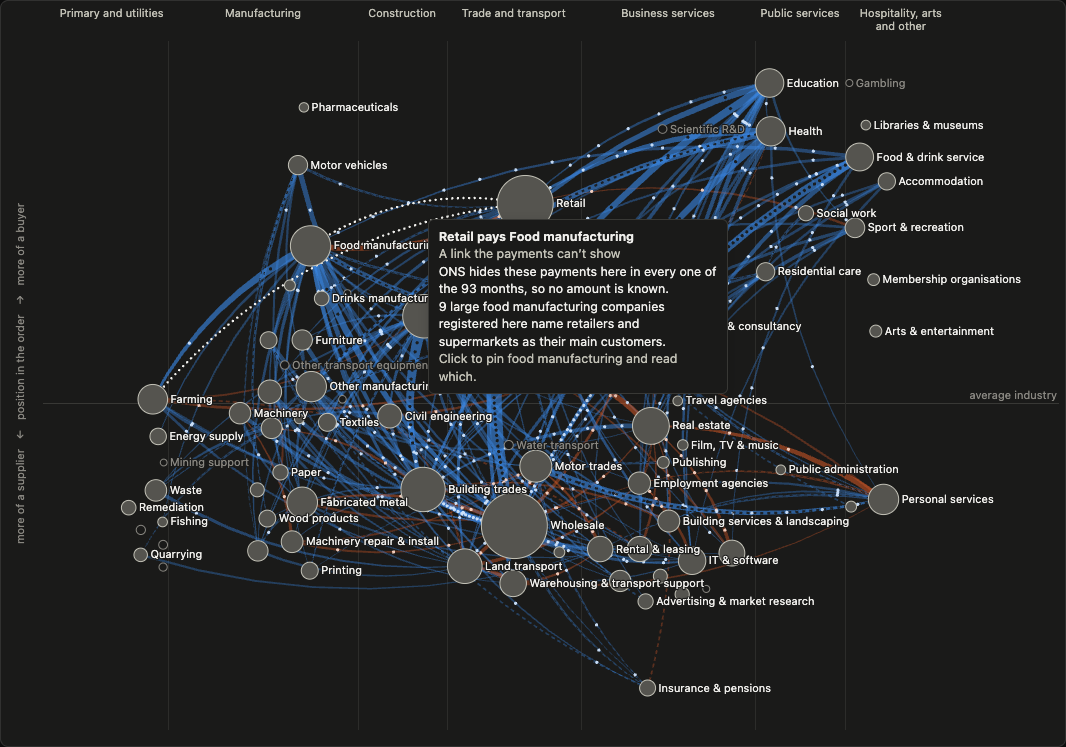 Primary and utilities
Manufacturing
Construction
Trade and transport
Business services
Public services
Hospitality, arts
and other
Education
Gambling
Pharmaceuticals
Scientific R&D
Health
Libraries & museums
Motor vehicles
Food & drink service
Accommodation
Retail
Social work
Sport & recreation
Food manufacturin
Retail pays Food manufacturing
A link the payments can’t show
ONS hides these payments here in every one of
the 93 months, so no amount is known.
9 large food manufacturing companies
registered here name retailers and
supermarkets as their main customers.
Click to pin food manufacturing and read
which.
Residential care
Membership organisations
Drinks manufactur
& consultancy
Arts & entertainment
Furniture
Other transport equipmen
Other manufacturin
Farming
average industry
Travel agencies
Machinery
Textiles
Civil engineering
Real estate
Energy supply
Water transport
Film, TV & music
Mining support
Motor trades
Publishing
Public administration
Paper
Employment agencies
Waste
Building trades
Personal services
Remediation
Fabricated metal
Fishing
Wood products
Wholesale
Building services & landscaping
Machinery repair & install
Rental & leasing
Quarrying
IT & software
Printing
Land transport
Warehousing & transport support
Advertising & market research
Insurance & pensions
more of a supplier ← position in the order → more of a buyer